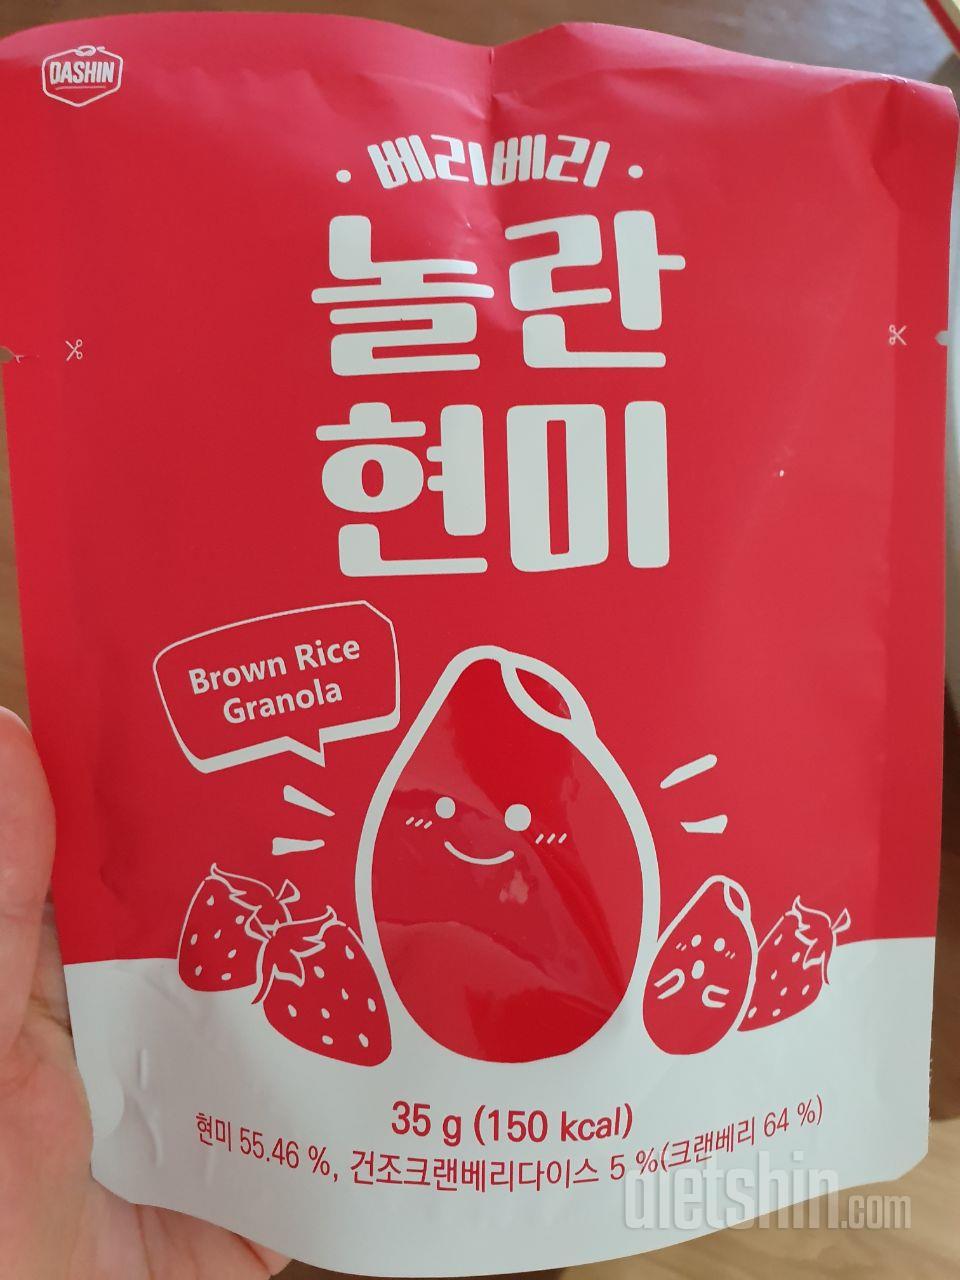 DASHIN
· 베리베리 ·
놀란
현미
Brown Rice
Granola
35 g (150 kcal)
현미 55.46 %, 건조크랜베리다이스 5 %(크랜베리 64 %)
dietshin.com